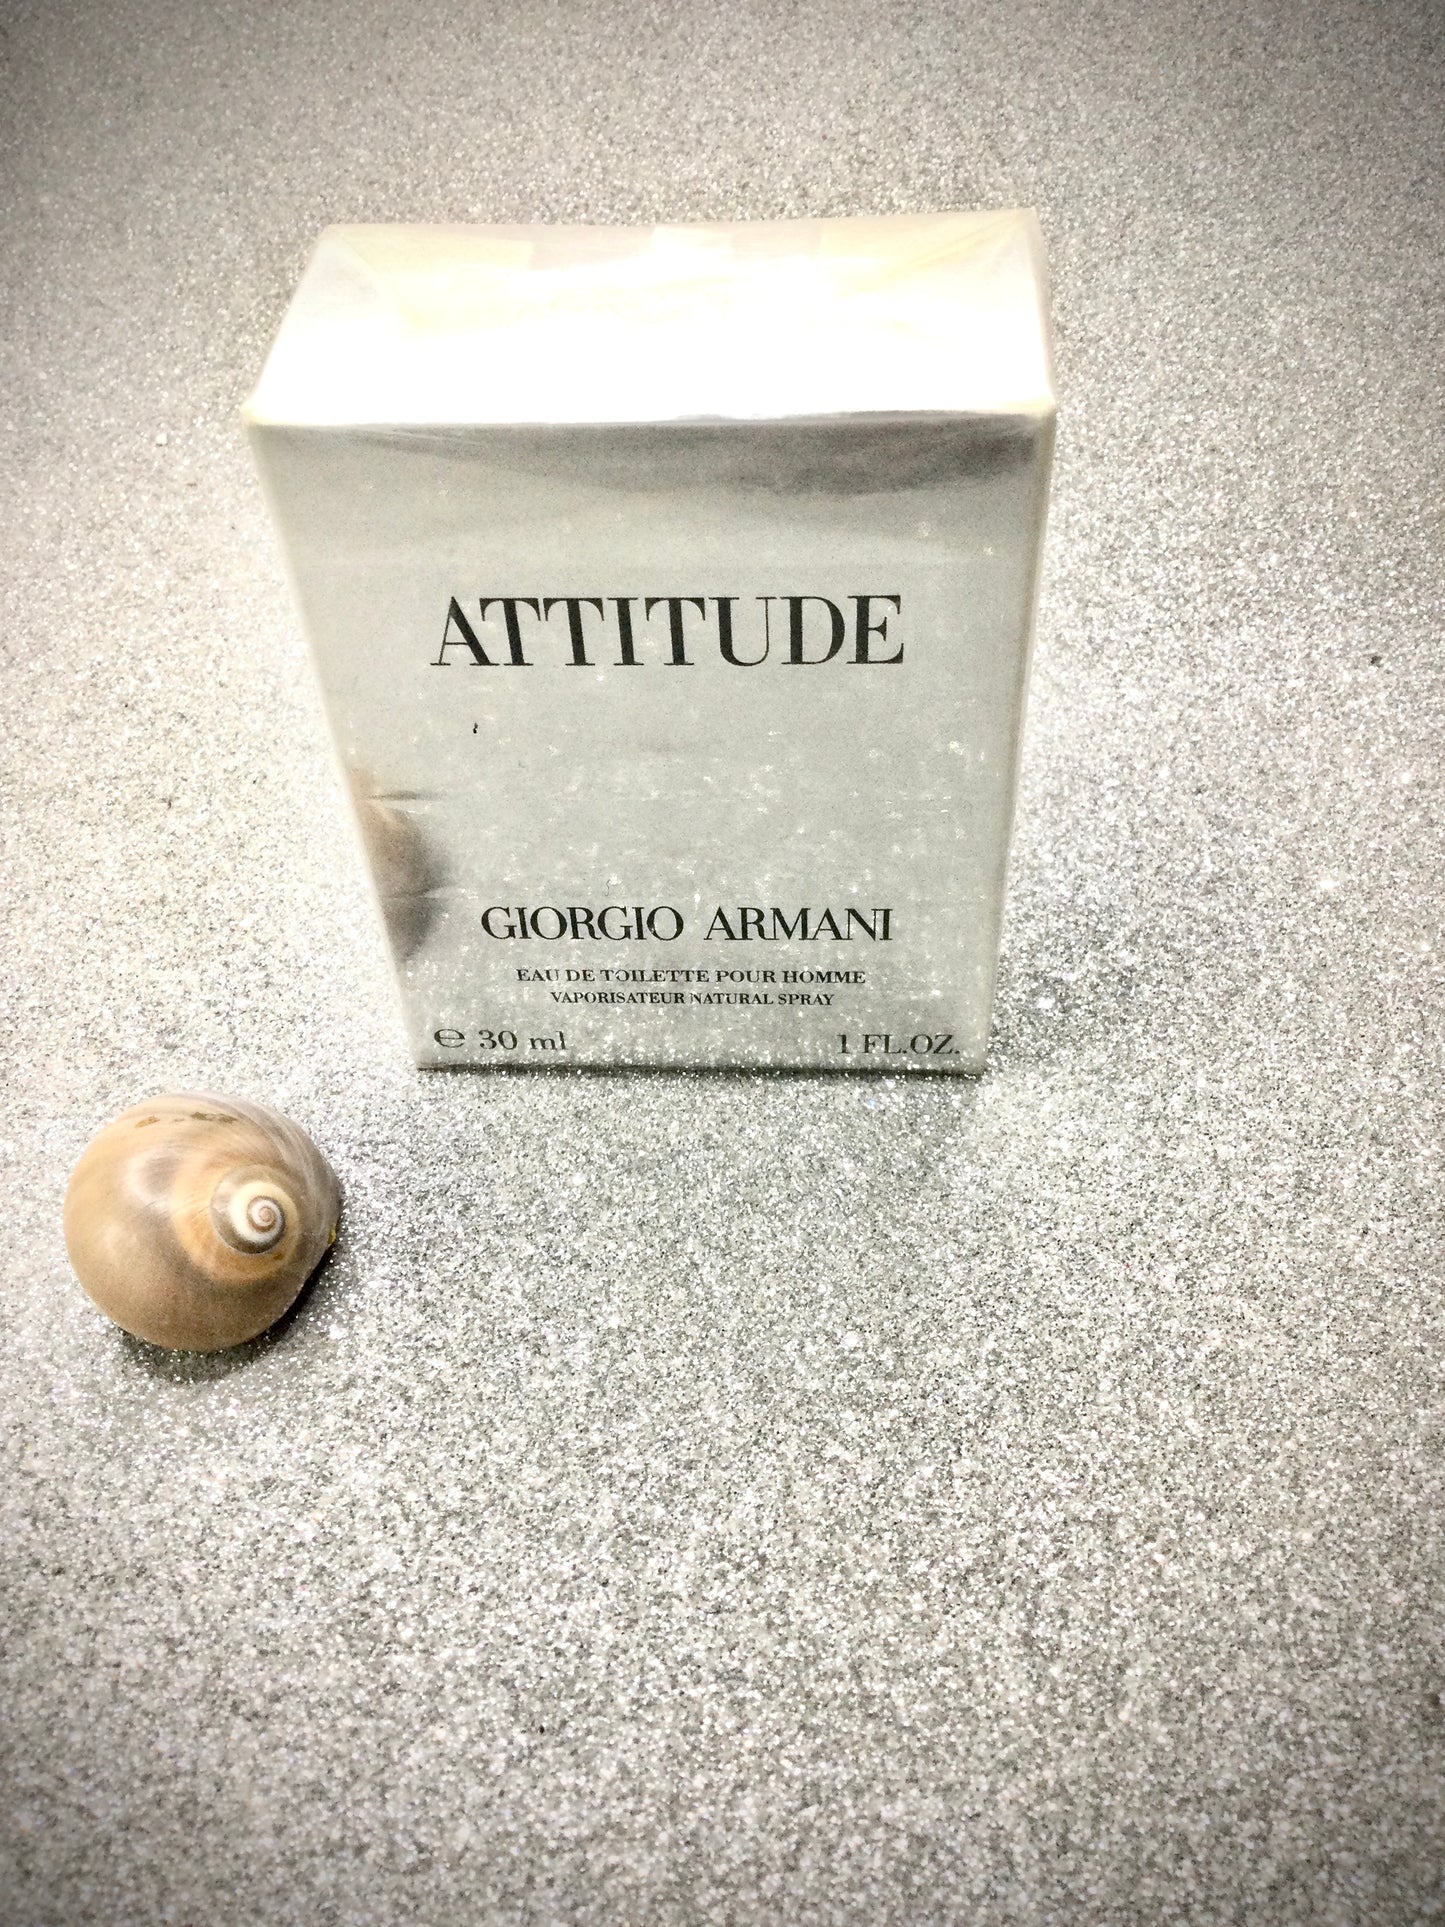 ATTITUDE
GIORGIO ARMANI
EAU DE TOILETTE POUR HOMME
VAPORISATEUR NATURAL SPRAY
℮ 30 ml 1 FL.OZ.